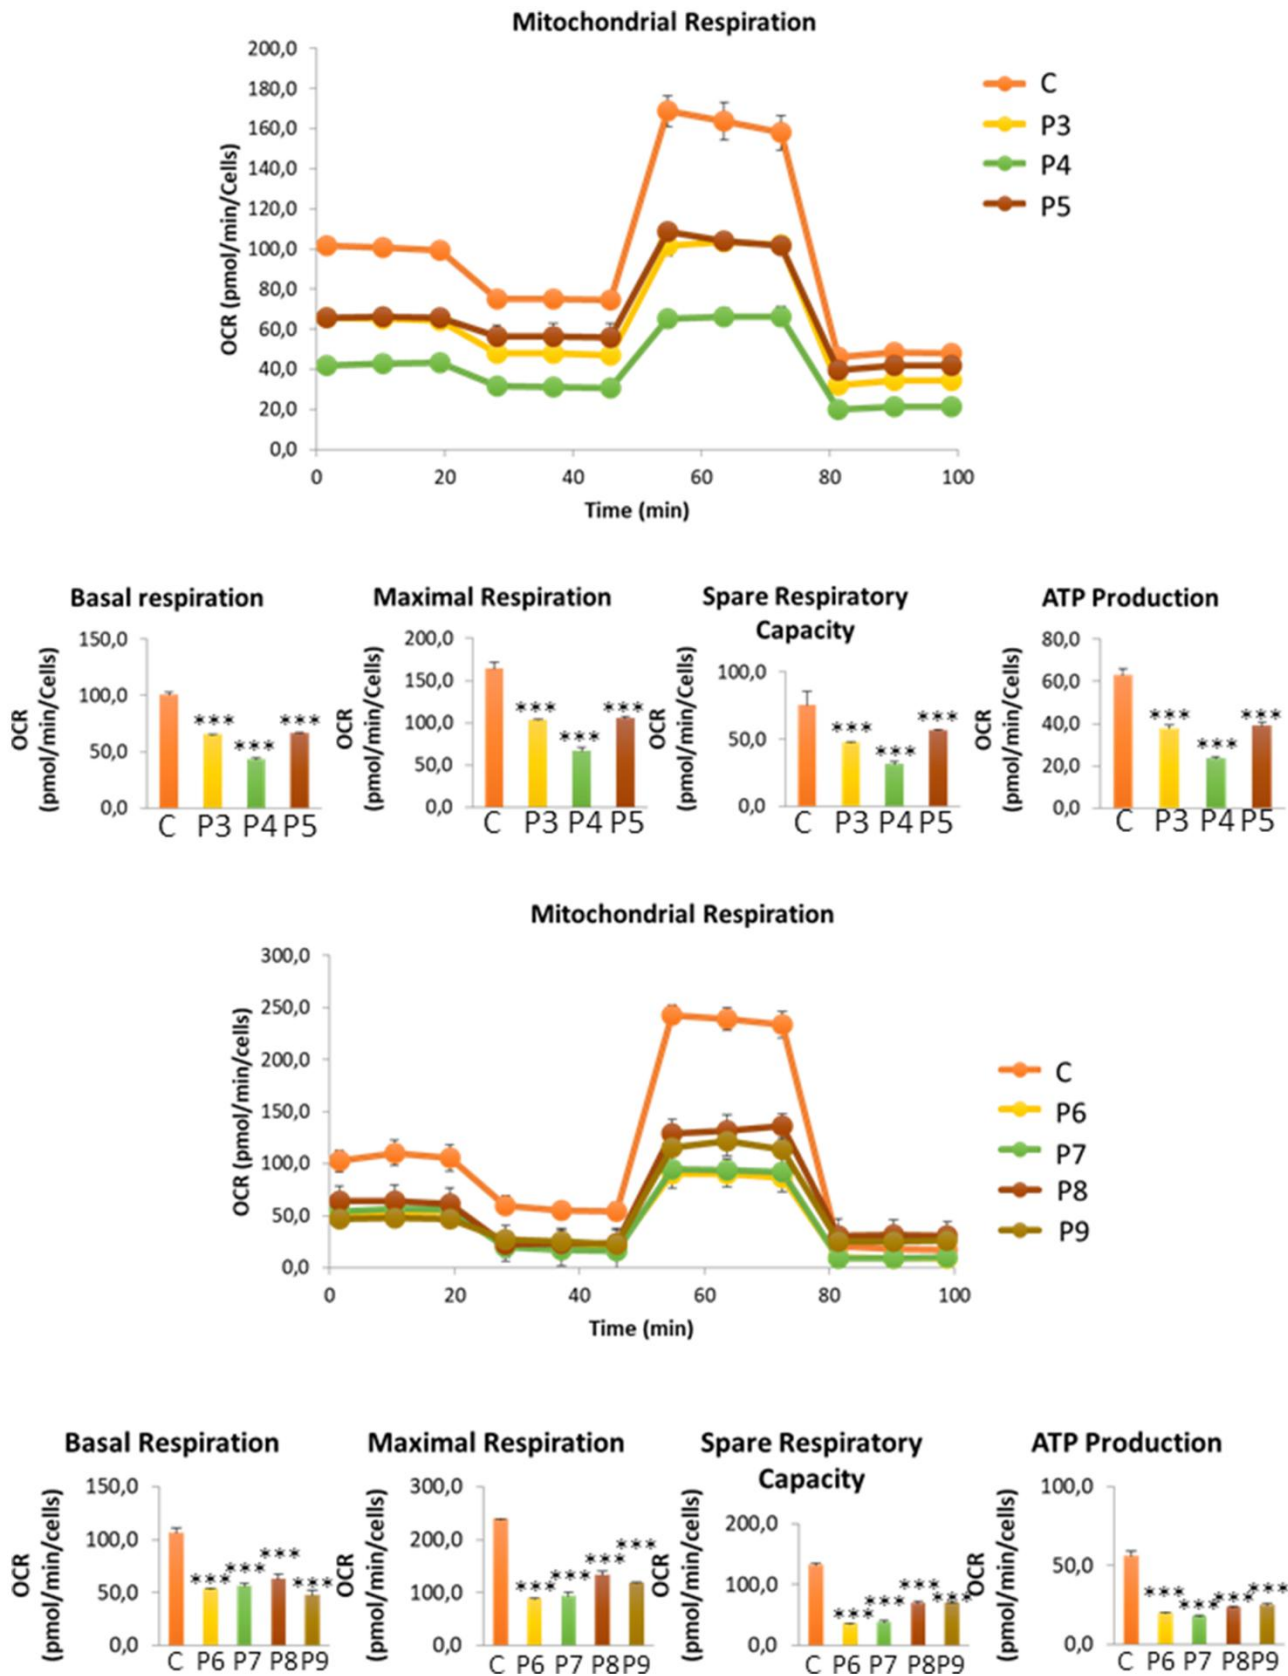 Mitochondrial Respiration
200,0
180,0
160,0
140,0
120,0
100,0
80,0
60,0
40,0
20,0
0,0
OCR (pmol/min/Cells)
0 20 40 60 80 100
Time (min)
C
P3
P4
P5
Basal respiration
OCR
(pmol/min/Cells)
150,0
100,0
50,0
0,0
*** *** ***
C P3 P4 P5
Maximal Respiration
OCR
(pmol/min/Cells)
200,0
150,0
100,0
50,0
0,0
*** *** ***
C P3 P4 P5
Spare Respiratory
Capacity
OCR
(pmol/min/Cells)
100,0
50,0
0,0
*** *** ***
C P3 P4 P5
ATP Production
OCR
(pmol/min/Cells)
80,0
60,0
40,0
20,0
0,0
*** *** ***
C P3 P4 P5
Mitochondrial Respiration
300,0
250,0
200,0
150,0
100,0
50,0
0,0
OCR (pmol/min/cells)
0 20 40 60 80 100
Time (min)
C
P6
P7
P8
P9
Basal Respiration
OCR
(pmol/min/cells)
150,0
100,0
50,0
0,0
*** *** *** ***
C P6 P7 P8 P9
Maximal Respiration
OCR
(pmol/min/cells)
300,0
200,0
100,0
0,0
*** *** *** ***
C P6 P7 P8 P9
Spare Respiratory
Capacity
OCR
(pmol/min/cells)
200,0
100,0
0,0
*** *** *** ***
C P6 P7 P8 P9
ATP Production
OCR
(pmol/min/cells)
100,0
50,0
0,0
*** *** *** ***
C P6 P7 P8 P9